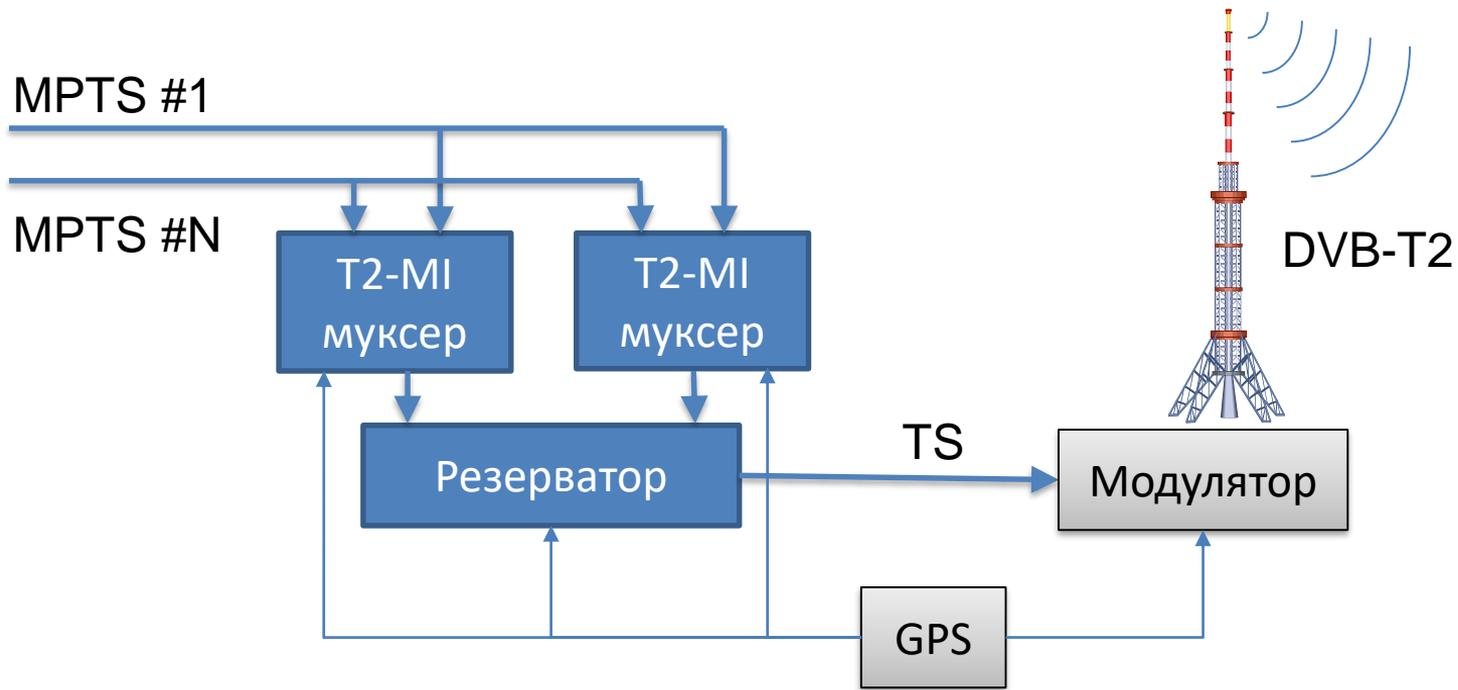 MPTS #1
MPTS #N
DVB-T2
T2-MI
муксер
T2-MI
муксер
TS
Резерватор
Модулятор
GPS